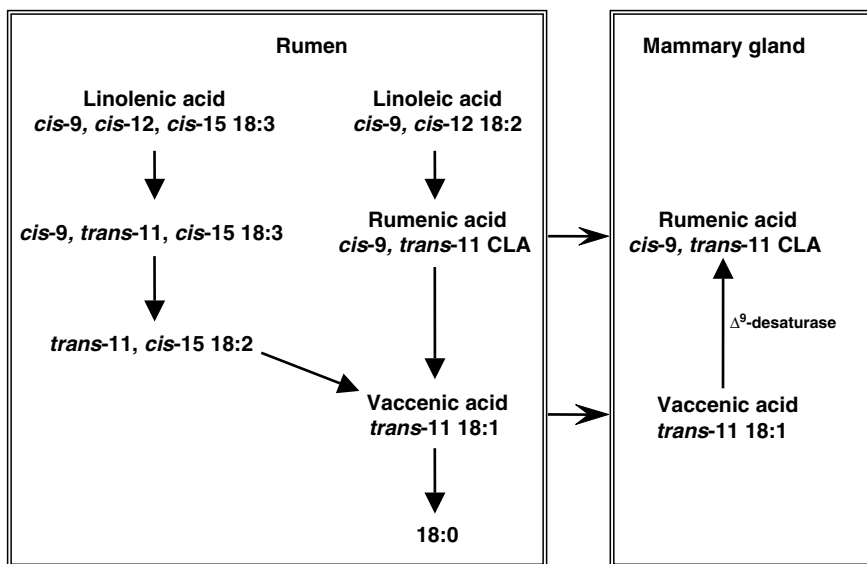 Rumen
Linolenic acid
cis-9, cis-12, cis-15 18:3
cis-9, trans-11, cis-15 18:3
trans-11, cis-15 18:2
Linoleic acid
cis-9, cis-12 18:2
Rumenic acid
cis-9, trans-11 CLA
Vaccenic acid
trans-11 18:1
18:0
Mammary gland
Rumenic acid
cis-9, trans-11 CLA
Δ⁹-desaturase
Vaccenic acid
trans-11 18:1